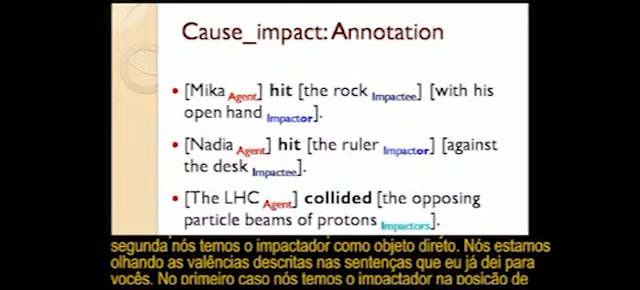 Cause_impact: Annotation
• [Mika Agent] hit [the rock Impactee] [with his
open hand Impactor].
• [Nadia Agent] hit [the ruler Impactor] [against
the desk Impactee].
• [The LHC Agent] collided [the opposing
particle beams of protons Impactors].
segunda nós temos o impactador como objeto direto. Nós estamos
olhando as valências descritas nas sentenças que eu já dei para
vocês. No primeiro caso nós temos o impactador na posição de